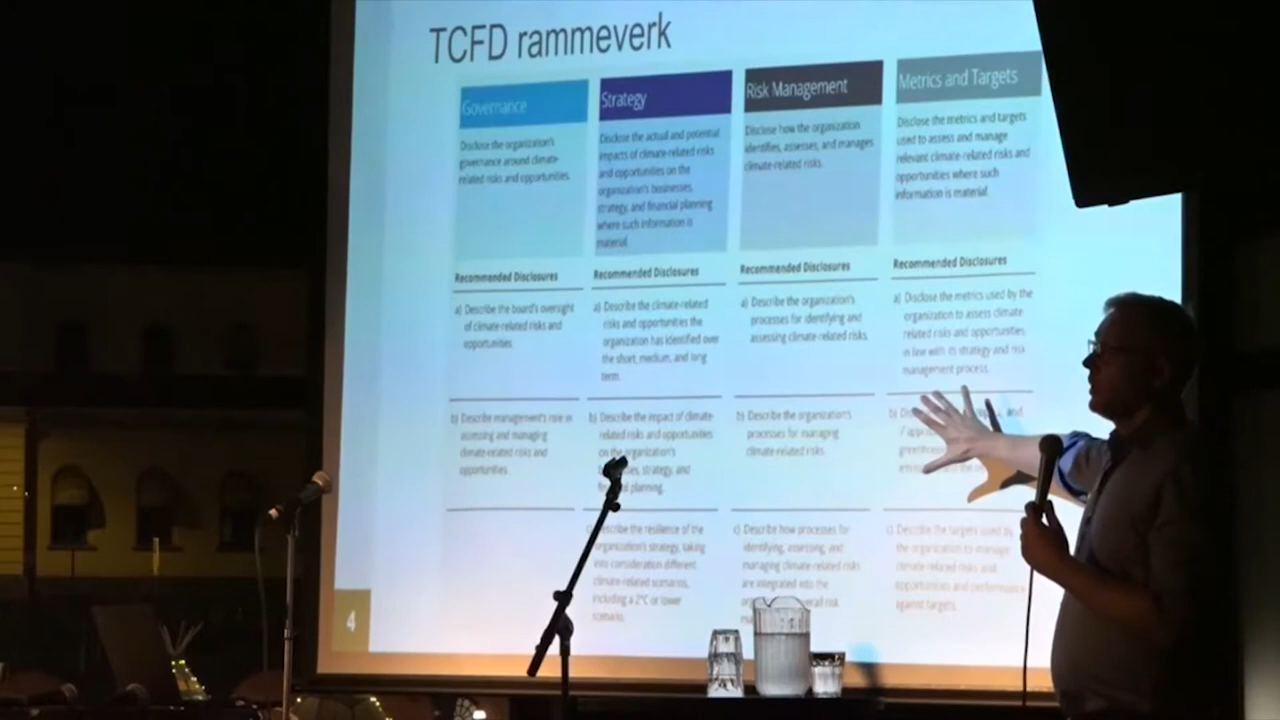 TCFD rammeverk
Governance
Disclose the organization's
governance around climate-
related risks and opportunities.
Strategy
Disclose the actual and potential
impacts of climate-related risks
and opportunities on the
organization's businesses,
strategy, and financial planning
where such information is
material.
Risk Management
Disclose how the organization
identifies, assesses, and manages
climate-related risks.
Metrics and Targets
Disclose the metrics and targets
used to assess and manage
relevant climate-related risks and
opportunities where such
information is material.
Recommended Disclosures
Recommended Disclosures
Recommended Disclosures
Recommended Disclosures
a) Describe the board's oversight
of climate-related risks and
opportunities.
a) Describe the climate-related
risks and opportunities the
organization has identified over
the short, medium, and long
term.
a) Describe the organization's
processes for identifying and
assessing climate-related risks.
a) Disclose the metrics used by the
organization to assess climate
related risks and opportunities
in line with its strategy and risk
management process.
b) Describe management's role in
assessing and managing
climate-related risks and
opportunities.
b) Describe the impact of climate-
related risks and opportunities
on the organization's
strategy, and
planning.
b) Describe the organization's
processes for managing
climate-related risks.
b)
and
describe the resilience of the
organization's strategy, taking
into consideration different
climate-related scenarios,
including a 2°C or lower
scenario.
c) Describe how processes for
identifying, assessing, and
managing climate-related risks
are integrated into the
overall risk
c) Describe the targets used by
the organization to manage
climate-related risks and
opportunities and performance
against targets.
4